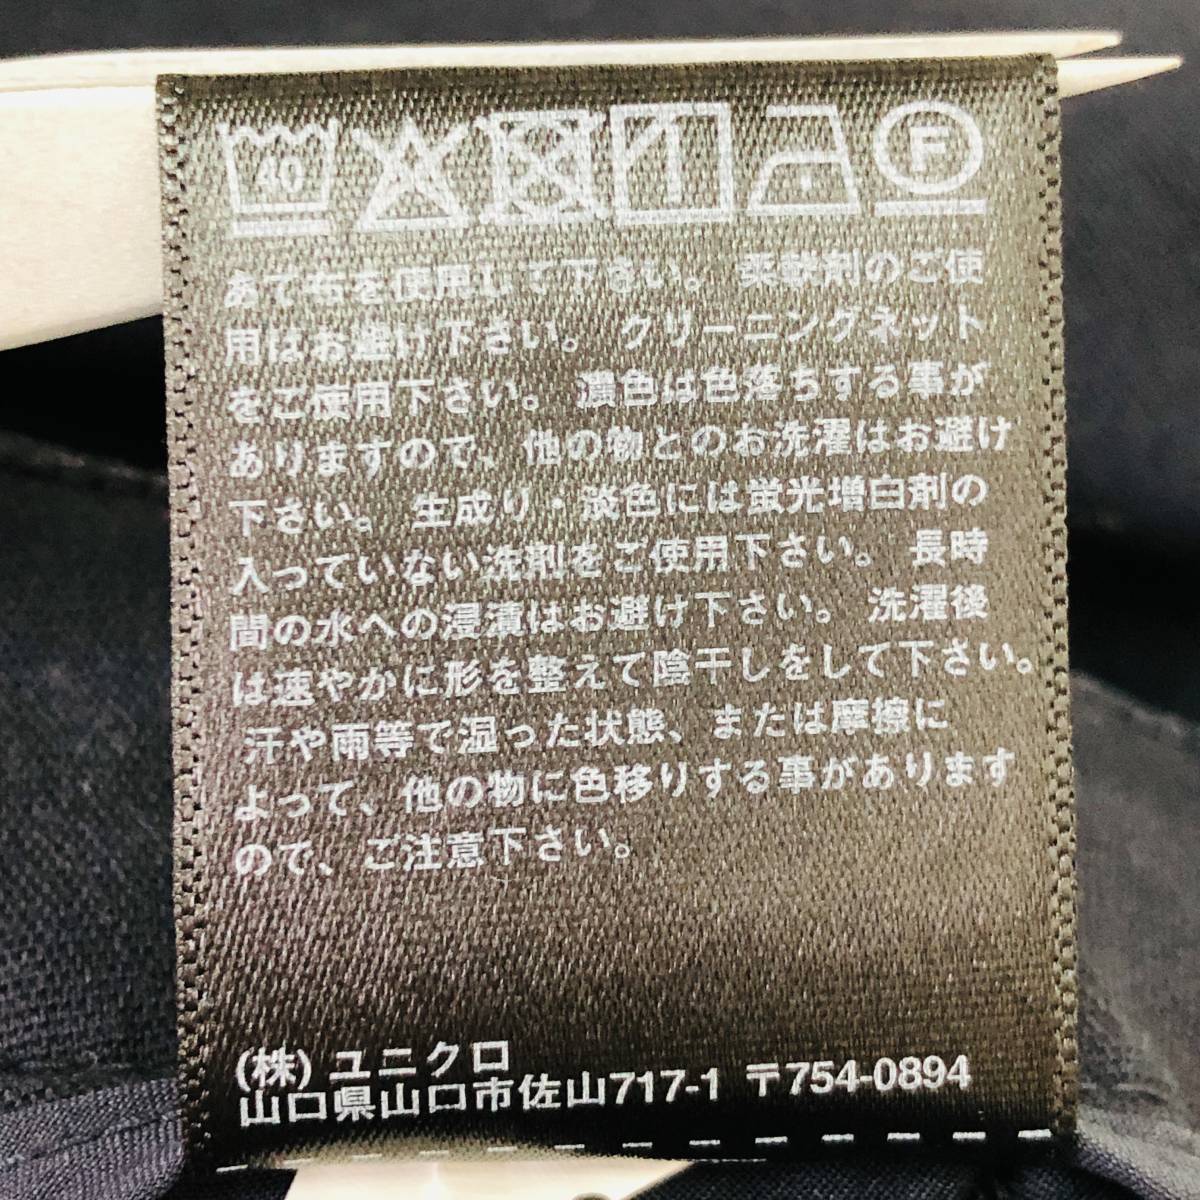 40 F
あて布を使用して下さい。 柔軟剤のご使
用はお避け下さい。 クリーニングネット
をご使用下さい。 濃色は色落ちする事が
ありますので、他の物とのお洗濯はお避け
下さい。 生成り・淡色には蛍光増白剤の
入っていない洗剤をご使用下さい。 長時
間の水への浸漬はお避け下さい。 洗濯後
は速やかに形を整えて陰干しをして下さい。
汗や雨等で湿った状態、または摩擦に
よって、他の物に色移りする事があります
ので、ご注意下さい。
(株) ユニクロ
山口県山口市佐山717-1 〒754-0894